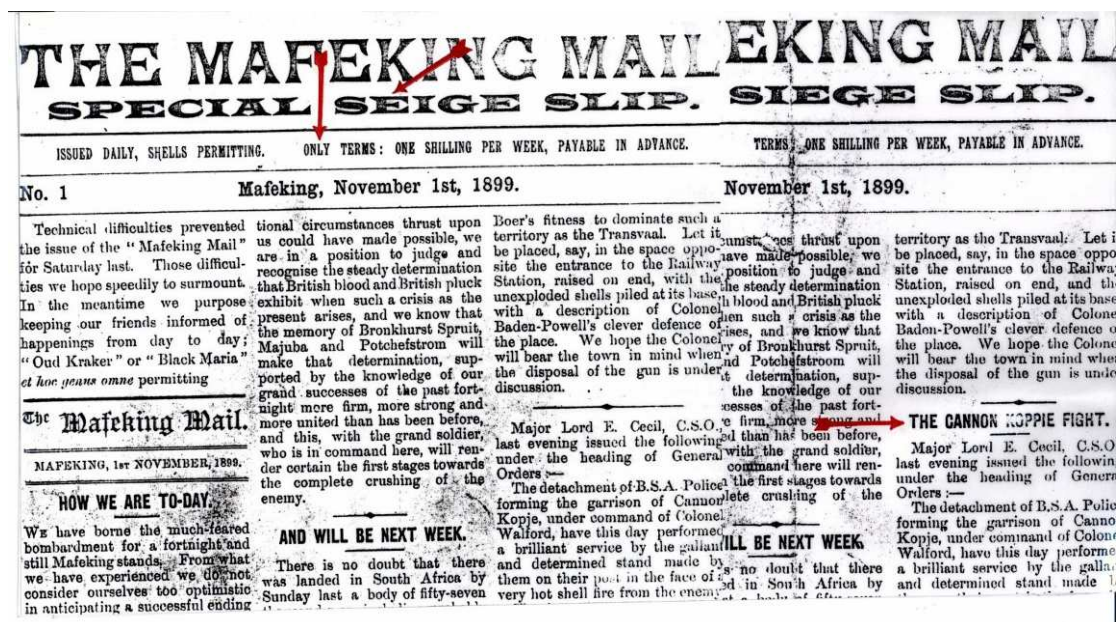 THE MAFEKING MAIL
SPECIAL SEIGE SLIP.
ISSUED DAILY, SHELLS PERMITTING. ONLY TERMS: ONE SHILLING PER WEEK, PAYABLE IN ADVANCE.
No. 1 Mafeking, November 1st, 1899.
Technical difficulties prevented
the issue of the "Mafeking Mail"
for Saturday last. Those difficul-
ties we hope speedily to surmount.
In the meantime we purpose
keeping our friends informed of
happenings from day to day;
"Oud Kraker" or "Black Maria"
et hoc genus omne permitting
The Mafeking Mail.
MAFEKING, 1ST NOVEMBER, 1899.
HOW WE ARE TO-DAY.
WE have borne the much-feared
bombardment for a fortnight and
still Mafeking stands. From what
we have experienced we do not
consider ourselves too optimistic
in anticipating a successful ending
tional circumstances thrust upon
us could have made possible, we
are in a position to judge and
recognise the steady determination
that British blood and British pluck
exhibit when such a crisis as the
present arises, and we know that
the memory of Bronkhurst Spruit,
Majuba and Potchefstrom will
make that determination, sup-
ported by the knowledge of our
grand successes of the past fort-
night more firm, more strong and
more united than has been before,
and this, with the grand soldier,
who is in command here, will ren-
der certain the first stages towards
the complete crushing of the
enemy.
AND WILL BE NEXT WEEK.
There is no doubt that there
was landed in South Africa by
Sunday last a body of fifty-seven
Boer's fitness to dominate such a
territory as the Transvaal. Let it
be placed, say, in the space oppo-
site the entrance to the Railway
Station, raised on end, with the
unexploded shells piled at its base,
with a description of Colonel
Baden-Powell's clever defence of
the place. We hope the Colonel
will bear the town in mind when
the disposal of the gun is under
discussion.
Major Lord E. Cecil, C.S.O.,
last evening issued the following
under the heading of General
Orders :—
The detachment of B.S.A. Police
forming the garrison of Cannon
Kopje, under command of Colonel
Walford, have this day performed
a brilliant service by the gallant
and determined stand made by
them on their post in the face of
very hot shell fire from the enemy
EKING MAIL
SIEGE SLIP.
TERMS: ONE SHILLING PER WEEK, PAYABLE IN ADVANCE.
November 1st, 1899.
cumstances thrust upon
have made possible, we
position to judge and
he steady determination
h blood and British pluck
hen such a crisis as the
rises, and we know that
ry of Bronkhurst Spruit,
nd Potchefstroom will
t determination, sup-
the knowledge of our
cesses of the past fort-
e firm, more strong and
ed than has been before,
with the grand soldier,
command here will ren-
the first stages towards
plete crushing of the
ILL BE NEXT WEEK
s no doubt that there
ed in South Africa by
territory as the Transvaal. Let i
be placed, say, in the space oppo
site the entrance to the Railwa
Station, raised on end, and th
unexploded shells piled at its base
with a description of Colone
Baden-Powell's clever defence o
the place. We hope the Colone
will bear the town in mind whe
the disposal of the gun is unde
discussion.
THE CANNON KOPPIE FIGHT.
Major Lord E. Cecil, C.S.O.
last evening issued the followin
under the heading of Genera
Orders :—
The detachment of B.S.A. Polic
forming the garrison of Canno
Kopje, under command of Colone
Walford, have this day performe
a brilliant service by the galla
and determined stand made